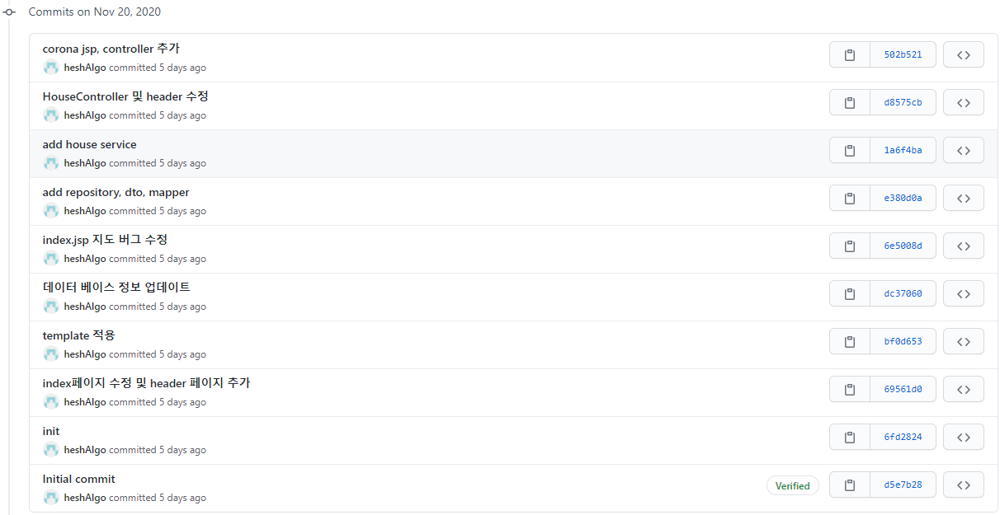 Commits on Nov 20, 2020
corona jsp, controller 추가
heshAlgo committed 5 days ago
502b521
HouseController 및 header 수정
heshAlgo committed 5 days ago
d8575cb
add house service
heshAlgo committed 5 days ago
1a6f4ba
add repository, dto, mapper
heshAlgo committed 5 days ago
e380d0a
index.jsp 지도 버그 수정
heshAlgo committed 5 days ago
6e5008d
데이터 베이스 정보 업데이트
heshAlgo committed 5 days ago
dc37060
template 적용
heshAlgo committed 5 days ago
bf0d653
index페이지 수정 및 header 페이지 추가
heshAlgo committed 5 days ago
69561d0
init
heshAlgo committed 5 days ago
6fd2824
Initial commit
heshAlgo committed 5 days ago
Verified
d5e7b28